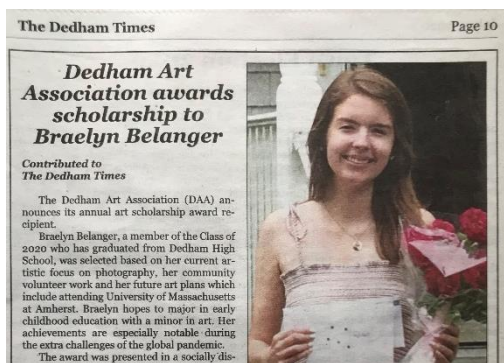 The Dedham Times
Page 10
Dedham Art
Association awards
scholarship to
Braelyn Belanger
Contributed to
The Dedham Times
The Dedham Art Association (DAA) an-
nounces its annual art scholarship award re-
cipient.
Braelyn Belanger, a member of the Class of
2020 who has graduated from Dedham High
School, was selected based on her current ar-
tistic focus on photography, her community
volunteer work and her future art plans which
include attending University of Massachusetts
at Amherst. Braelyn hopes to major in early
childhood education with a minor in art. Her
achievements are especially notable during
the extra challenges of the global pandemic.
The award was presented in a socially dis-